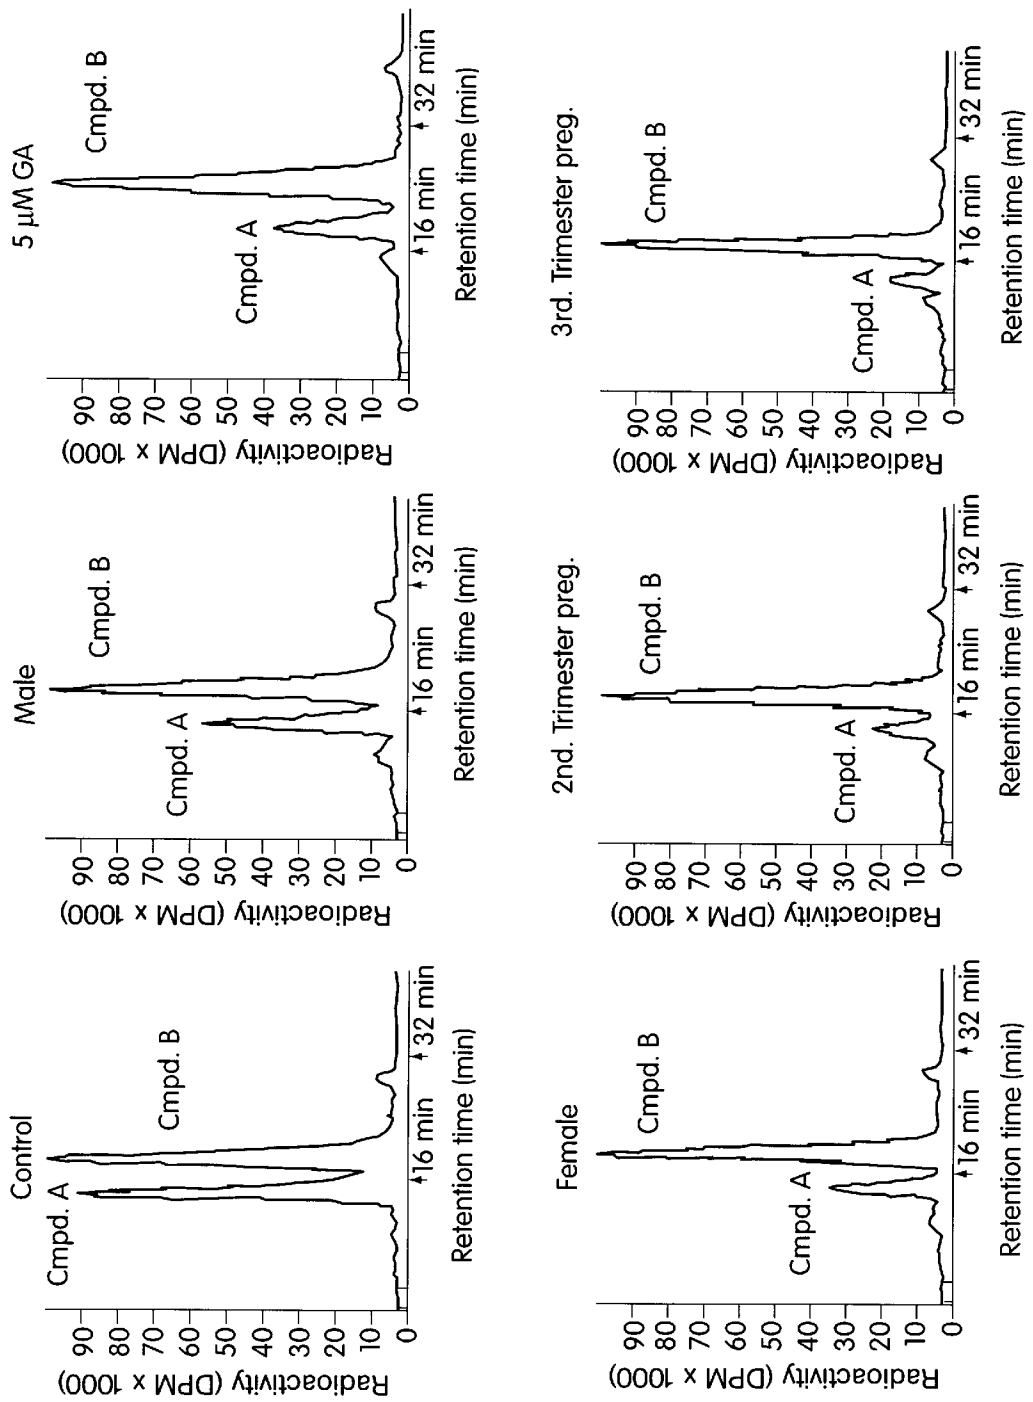 Control
Cmpd. A
Cmpd. B
Radioactivity (DPM x 1000)
90
80
70
60
50
40
30
20
10
0
16 min
32 min
Retention time (min)
Male
Cmpd. A
Cmpd. B
Radioactivity (DPM x 1000)
90
80
70
60
50
40
30
20
10
0
16 min
32 min
Retention time (min)
5 µM GA
Cmpd. A
Cmpd. B
Radioactivity (DPM x 1000)
90
80
70
60
50
40
30
20
10
0
16 min
32 min
Retention time (min)
Female
Cmpd. A
Cmpd. B
Radioactivity (DPM x 1000)
90
80
70
60
50
40
30
20
10
0
16 min
32 min
Retention time (min)
2nd. Trimester preg.
Cmpd. A
Cmpd. B
Radioactivity (DPM x 1000)
90
80
70
60
50
40
30
20
10
0
16 min
32 min
Retention time (min)
3rd. Trimester preg.
Cmpd. A
Cmpd. B
Radioactivity (DPM x 1000)
90
80
70
60
50
40
30
20
10
0
16 min
32 min
Retention time (min)